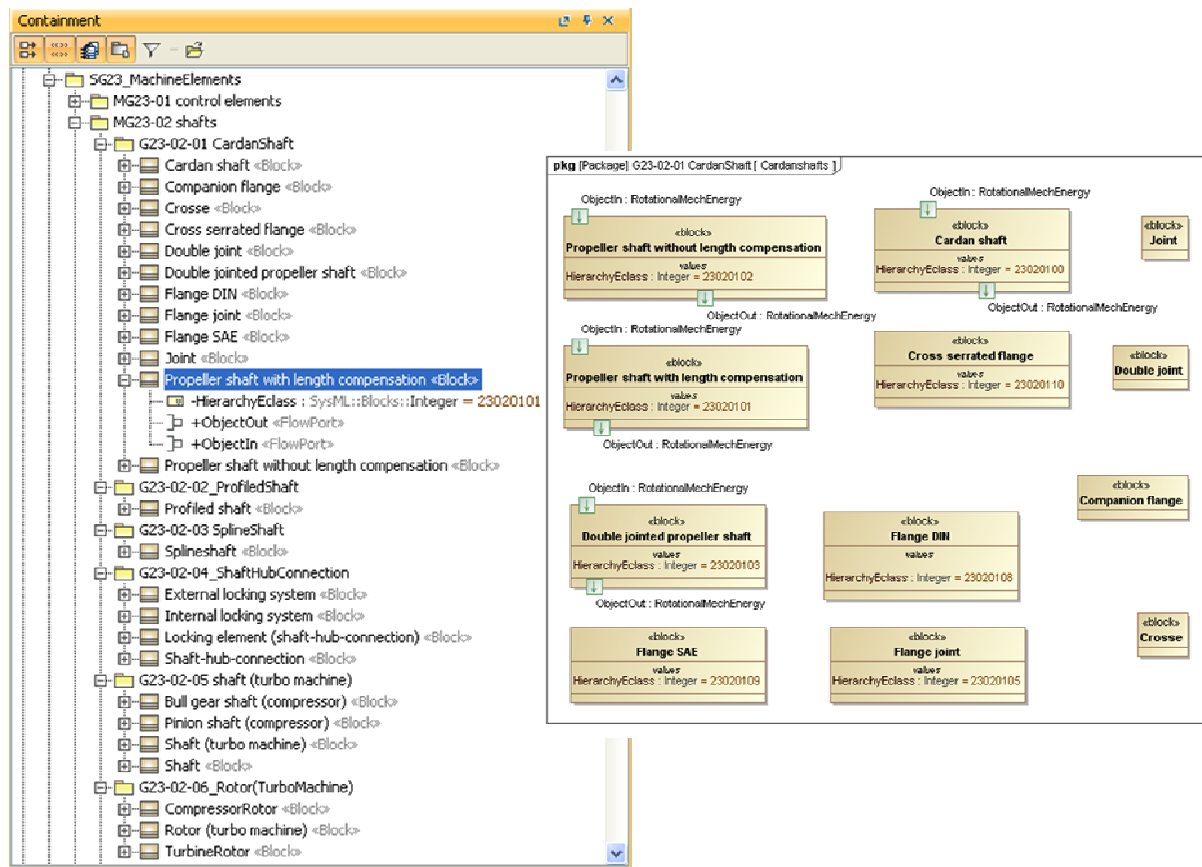 Containment
SG23_MachineElements
MG23-01 control elements
MG23-02 shafts
G23-02-01 CardanShaft
Cardan shaft «Block»
Companion flange «Block»
Crosse «Block»
Cross serrated flange «Block»
Double joint «Block»
Double jointed propeller shaft «Block»
Flange DIN «Block»
Flange joint «Block»
Flange SAE «Block»
Joint «Block»
Propeller shaft with length compensation «Block»
-HierarchyEclass : SysML::Blocks::Integer = 23020101
+ObjectOut «FlowPort»
+ObjectIn «FlowPort»
Propeller shaft without length compensation «Block»
G23-02-02_ProfiledShaft
Profiled shaft «Block»
G23-02-03 SplineShaft
Splineshaft «Block»
G23-02-04_ShaftHubConnection
External locking system «Block»
Internal locking system «Block»
Locking element (shaft-hub-connection) «Block»
Shaft-hub-connection «Block»
G23-02-05 shaft (turbo machine)
Bull gear shaft (compressor) «Block»
Pinion shaft (compressor) «Block»
Shaft (turbo machine) «Block»
Shaft «Block»
G23-02-06_Rotor(TurboMachine)
CompressorRotor «Block»
Rotor (turbo machine) «Block»
TurbineRotor «Block»
pkg [Package] G23-02-01 CardanShaft [ Cardanshafts ]
ObjectIn : RotationalMechEnergy
«block»
Propeller shaft without length compensation
values
HierarchyEclass : Integer = 23020102
ObjectOut : RotationalMechEnergy
ObjectIn : RotationalMechEnergy
«block»
Cardan shaft
values
HierarchyEclass : Integer = 23020100
ObjectOut : RotationalMechEnergy
«block»
Joint
ObjectIn : RotationalMechEnergy
«block»
Propeller shaft with length compensation
values
HierarchyEclass : Integer = 23020101
ObjectOut : RotationalMechEnergy
«block»
Cross serrated flange
values
HierarchyEclass : Integer = 23020110
«block»
Double joint
ObjectIn : RotationalMechEnergy
«block»
Double jointed propeller shaft
values
HierarchyEclass : Integer = 23020103
ObjectOut : RotationalMechEnergy
«block»
Flange DIN
values
HierarchyEclass : Integer = 23020108
«block»
Companion flange
«block»
Flange SAE
values
HierarchyEclass : Integer = 23020109
«block»
Flange joint
values
HierarchyEclass : Integer = 23020105
«block»
Crosse